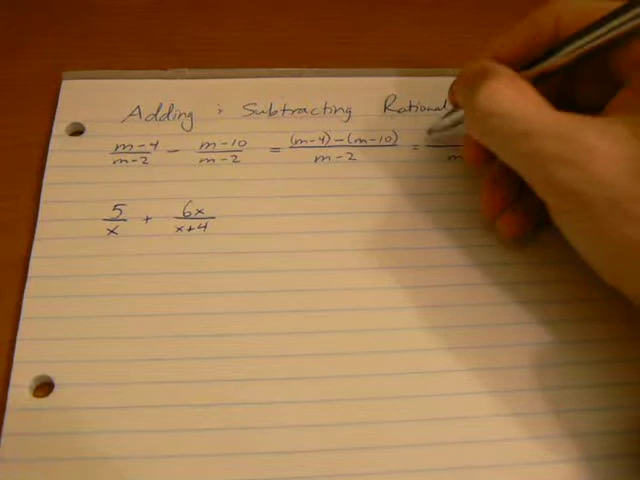 Adding & Subtracting Rational
(m-4)/(m-2) - (m-10)/(m-2) = ((m-4)-(m-10))/(m-2) = /m
5/x + 6x/(x+4)